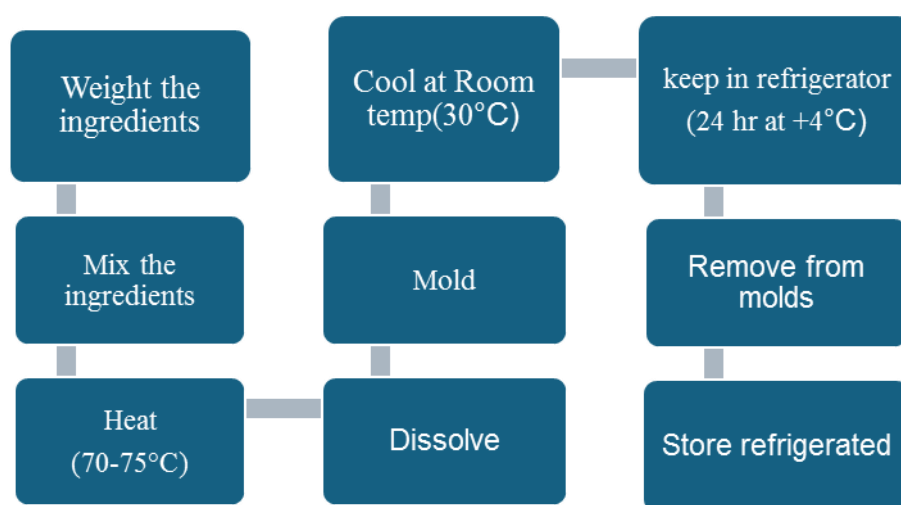 Weight the
ingredients
Mix the
ingredients
Heat
(70-75°C)
Dissolve
Mold
Cool at Room
temp(30°C)
keep in refrigerator
(24 hr at +4°C)
Remove from
molds
Store refrigerated